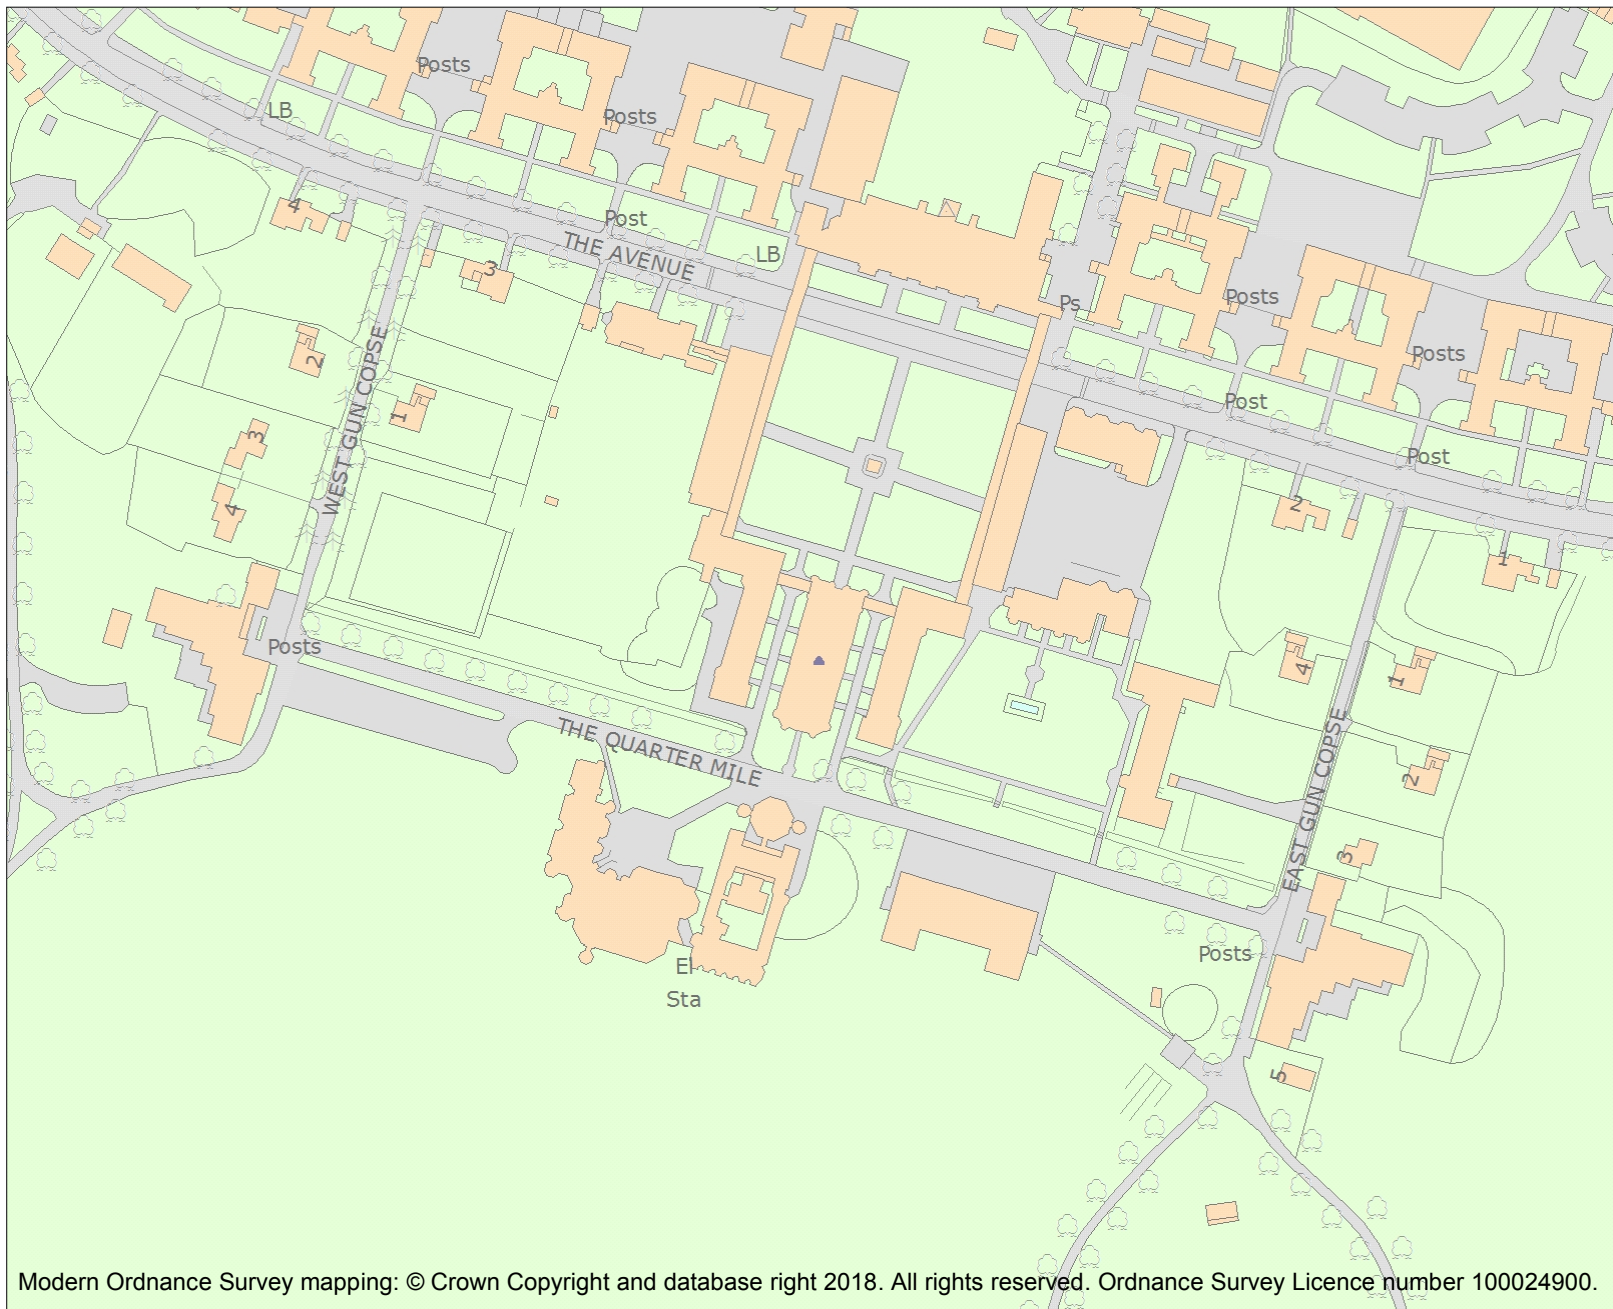 Posts
LB
Posts
4
Post
THE AVENUE
LB
3
Ps
Posts
2
WEST GUN COPSE
1
Posts
Post
3
Post
4
2
1
Posts
4
1
THE QUARTER MILE
EAST GUN COPSE
2
3
Posts
El
Sta
5
Modern Ordnance Survey mapping: © Crown Copyright and database right 2018. All rights reserved. Ordnance Survey Licence number 100024900.